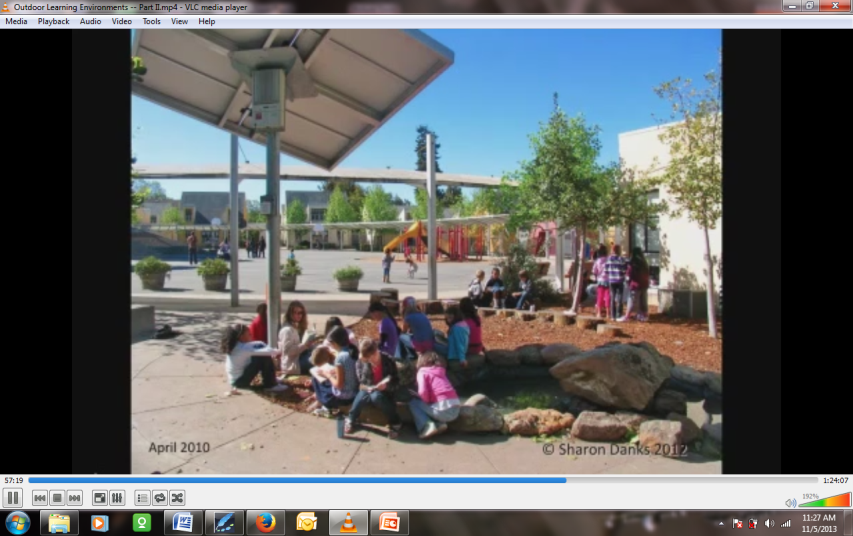 Outdoor Learning Environments -- Part II.mp4 - VLC media player
Media Playback Audio Video Tools View Help
April 2010
© Sharon Danks 2012
57:19
1:24:07
192%
11:27 AM
11/5/2013